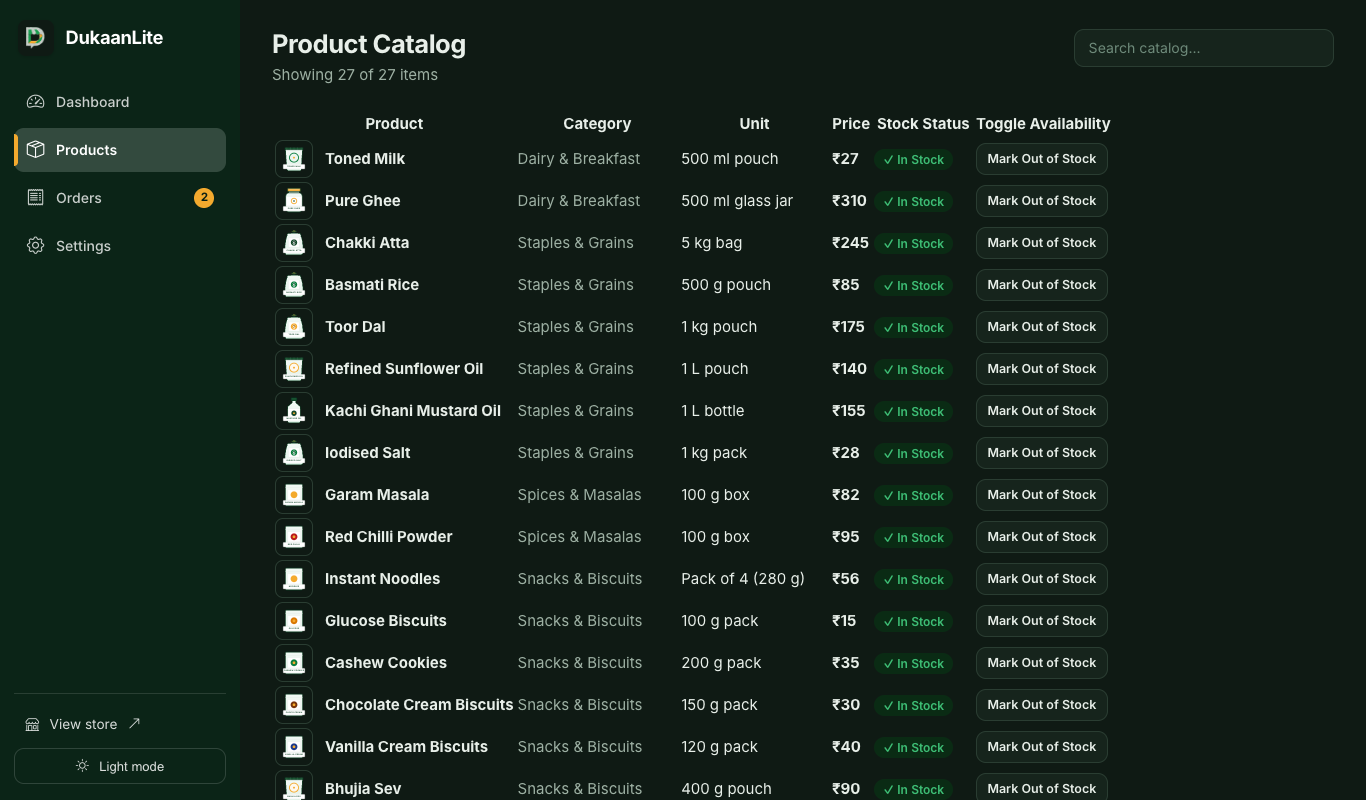 DukaanLite
Dashboard
Products
Orders 2
Settings
View store
Light mode
Product Catalog
Showing 27 of 27 items
Search catalog...
Product Category Unit Price Stock Status Toggle Availability
Toned Milk Dairy & Breakfast 500 ml pouch ₹27 ✓ In Stock Mark Out of Stock
Pure Ghee Dairy & Breakfast 500 ml glass jar ₹310 ✓ In Stock Mark Out of Stock
Chakki Atta Staples & Grains 5 kg bag ₹245 ✓ In Stock Mark Out of Stock
Basmati Rice Staples & Grains 500 g pouch ₹85 ✓ In Stock Mark Out of Stock
Toor Dal Staples & Grains 1 kg pouch ₹175 ✓ In Stock Mark Out of Stock
Refined Sunflower Oil Staples & Grains 1 L pouch ₹140 ✓ In Stock Mark Out of Stock
Kachi Ghani Mustard Oil Staples & Grains 1 L bottle ₹155 ✓ In Stock Mark Out of Stock
Iodised Salt Staples & Grains 1 kg pack ₹28 ✓ In Stock Mark Out of Stock
Garam Masala Spices & Masalas 100 g box ₹82 ✓ In Stock Mark Out of Stock
Red Chilli Powder Spices & Masalas 100 g box ₹95 ✓ In Stock Mark Out of Stock
Instant Noodles Snacks & Biscuits Pack of 4 (280 g) ₹56 ✓ In Stock Mark Out of Stock
Glucose Biscuits Snacks & Biscuits 100 g pack ₹15 ✓ In Stock Mark Out of Stock
Cashew Cookies Snacks & Biscuits 200 g pack ₹35 ✓ In Stock Mark Out of Stock
Chocolate Cream Biscuits Snacks & Biscuits 150 g pack ₹30 ✓ In Stock Mark Out of Stock
Vanilla Cream Biscuits Snacks & Biscuits 120 g pack ₹40 ✓ In Stock Mark Out of Stock
Bhujia Sev Snacks & Biscuits 400 g pouch ₹90 ✓ In Stock Mark Out of Stock